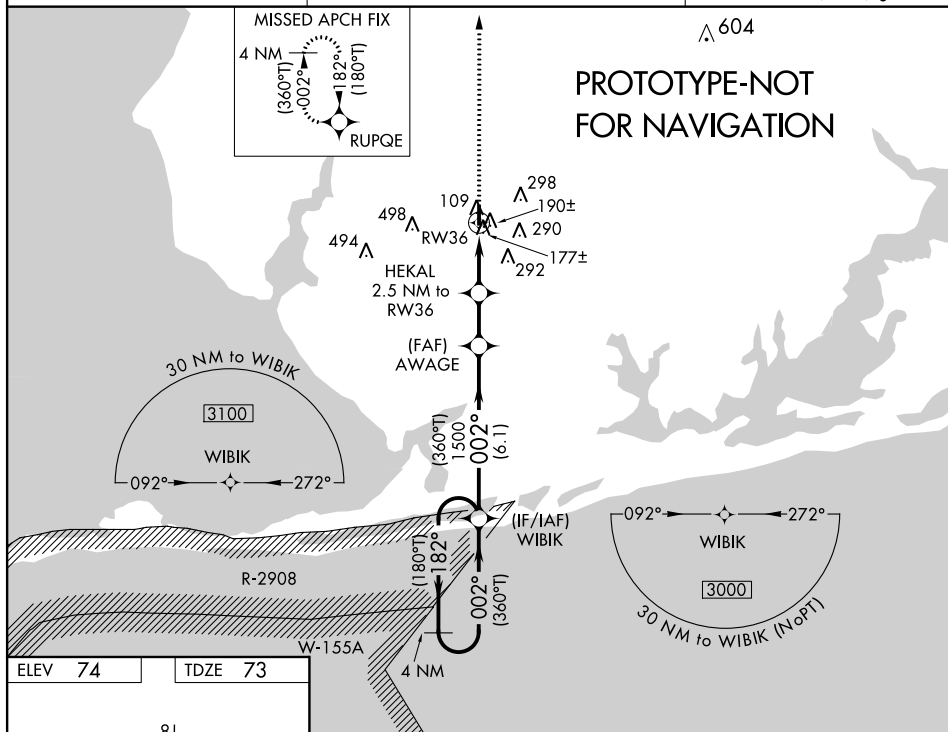 MISSED APCH FIX
4 NM
(360°T)
002°
182°
(180°T)
RUPQE
604
PROTOTYPE-NOT
FOR NAVIGATION
109
298
190±
498
RW36
290
494
177±
292
HEKAL
2.5 NM to
RW36
(FAF)
AWAGE
30 NM to WIBIK
3100
WIBIK
092°
272°
(360°T)
1500
002°
(6.1)
(IF/IAF)
WIBIK
092°
272°
WIBIK
3000
30 NM to WIBIK (NoPT)
(180°T)
182°
002°
(360°T)
R-2908
W-155A
4 NM
ELEV 74
TDZE 73